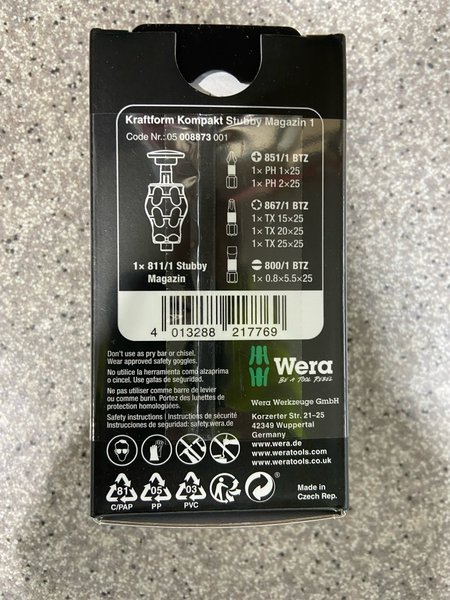 Kraftform Kompakt Stubby Magazin 1
Code Nr.: 05 008873 001
851/1 BTZ
1× PH 1×25
1× PH 2×25
867/1 BTZ
1× TX 15×25
1× TX 20×25
1× TX 25×25
1× 811/1 Stubby
Magazin
800/1 BTZ
1× 0.8×5.5×25
4 013288 217769
Don't use as pry bar or chisel.
Wear approved safety goggles.
No utilice la herramienta como alzaprima
o cincel. Use gafas de seguridad.
Ne pas utiliser comme barre de levier
ou comme burin. Portez des lunettes de
protection homologuées.
Safety instructions | Instructions de sécurité
Instrucciones de seguridad: safety.wera.de
Wera
BE A TOOL REBEL
Wera Werkzeuge GmbH
Korzerter Str. 21–25
42349 Wuppertal
Germany
www.wera.de
www.weratools.com
www.weratools.co.uk
81
C/PAP
05
PP
03
PVC
Made in
Czech Rep.